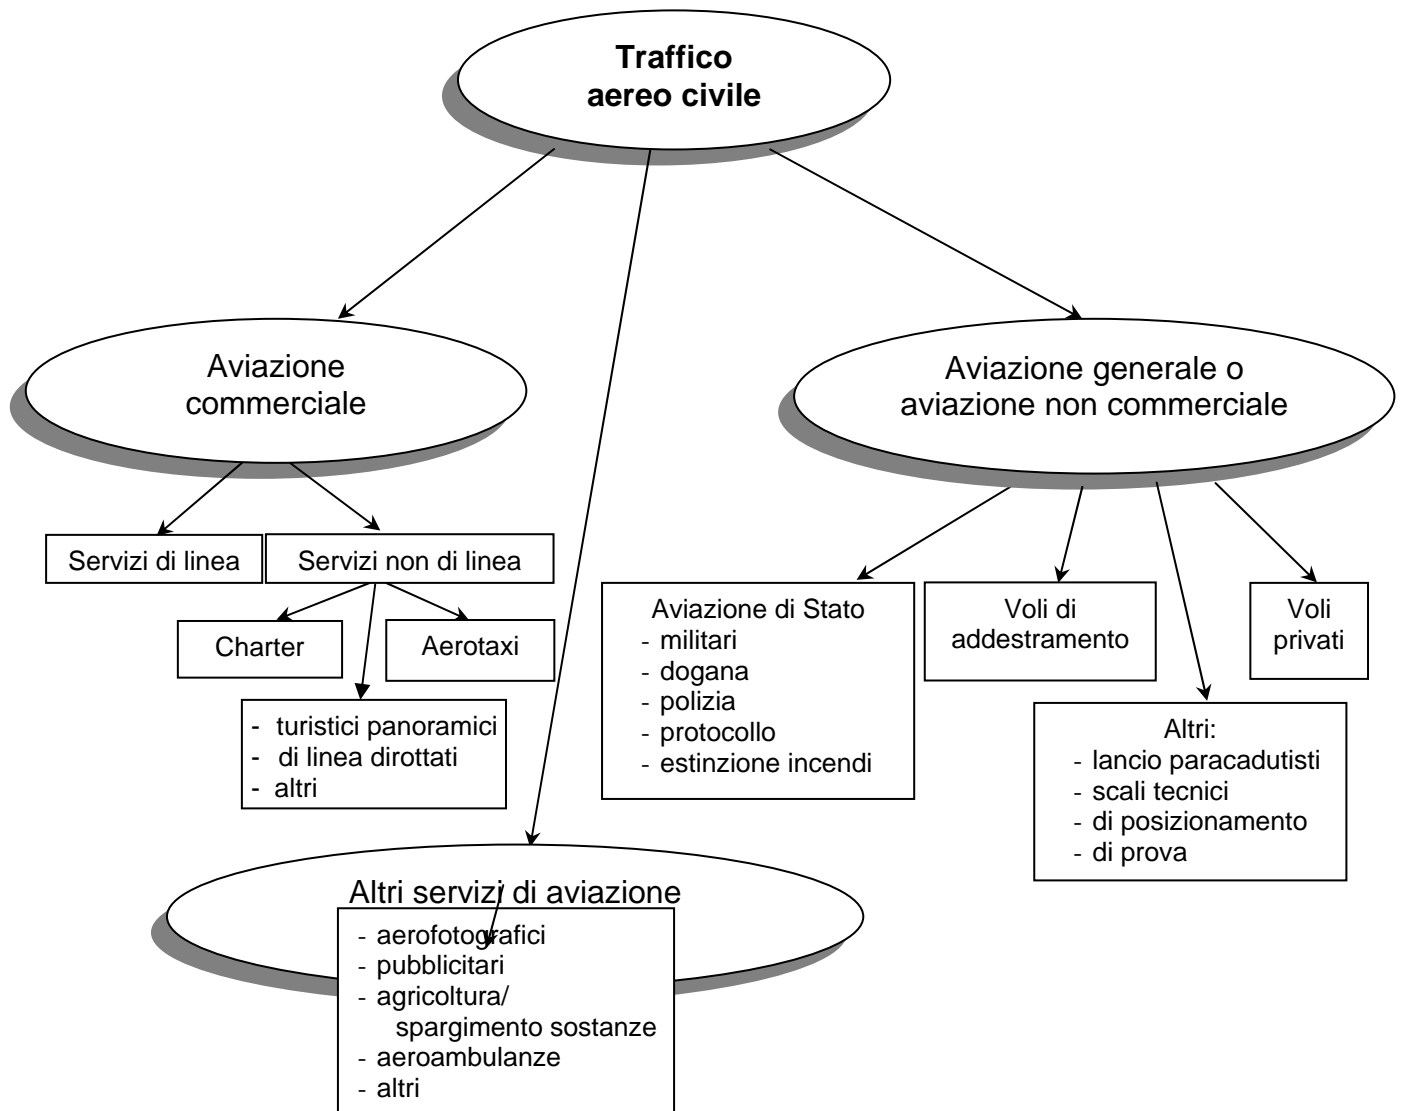 Traffico
aereo civile
Aviazione
commerciale
Aviazione generale o
aviazione non commerciale
Servizi di linea
Servizi non di linea
Charter
Aerotaxi
- turistici panoramici
- di linea dirottati
- altri
Aviazione di Stato
- militari
- dogana
- polizia
- protocollo
- estinzione incendi
Voli di
addestramento
Voli
privati
Altri:
- lancio paracadutisti
- scali tecnici
- di posizionamento
- di prova
Altri servizi di aviazione
- aerofotografici
- pubblicitari
- agricoltura/
spargimento sostanze
- aeroambulanze
- altri